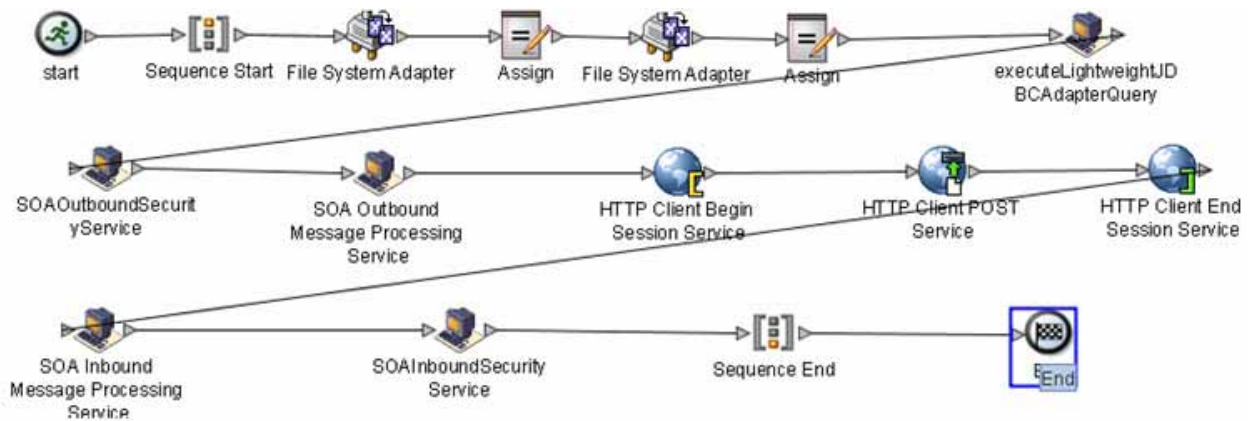 start
Sequence Start
File System Adapter
Assign
File System Adapter
Assign
executeLightweightJD
BCAdapterQuery
SOAOutboundSecurit
yService
SOA Outbound
Message Processing
Service
HTTP Client Begin
Session Service
HTTP Client POST
Service
HTTP Client End
Session Service
SOA Inbound
Message Processing
Service
SOAInboundSecurity
Service
Sequence End
End